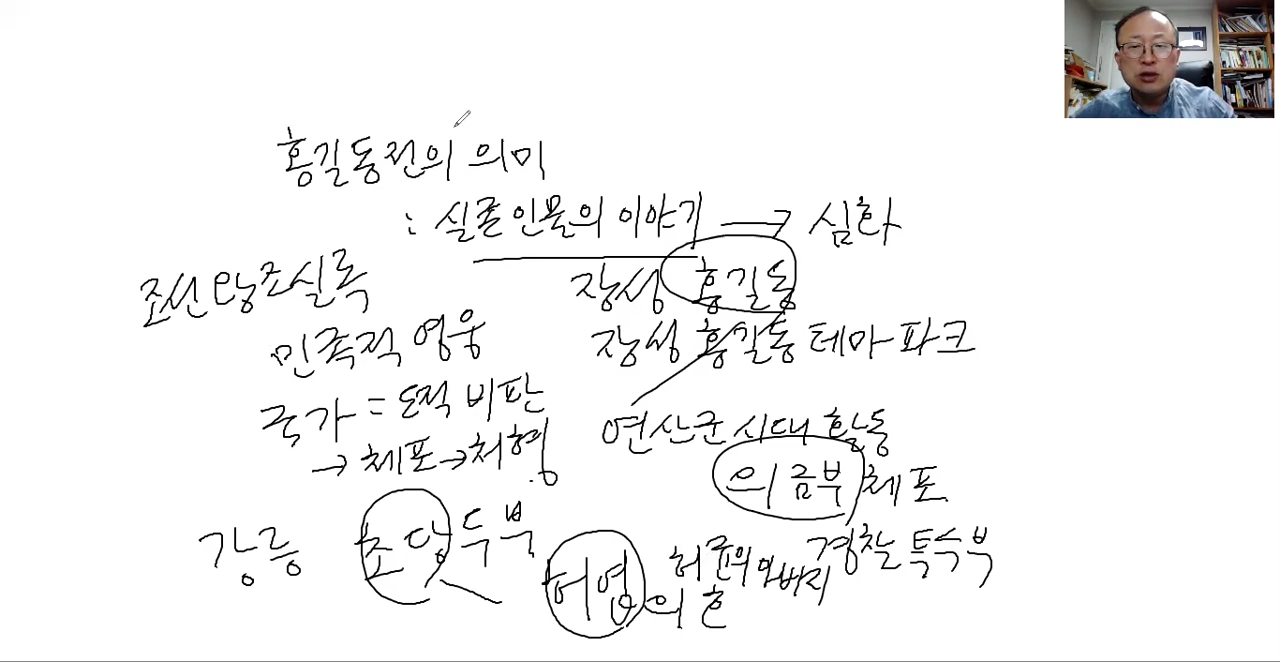 홍길동전의 의미
: 실존인물의 이야기 → 심화
조선왕조실록
장성 홍길동
민족적 영웅
장성 홍길동 테마파크
국가 = 도적 비판
→ 체포 → 처형
연산군 시대 활동
의금부 체포
경찰 특수부
강릉 초당두부
허엽의 호
허균의 아버지